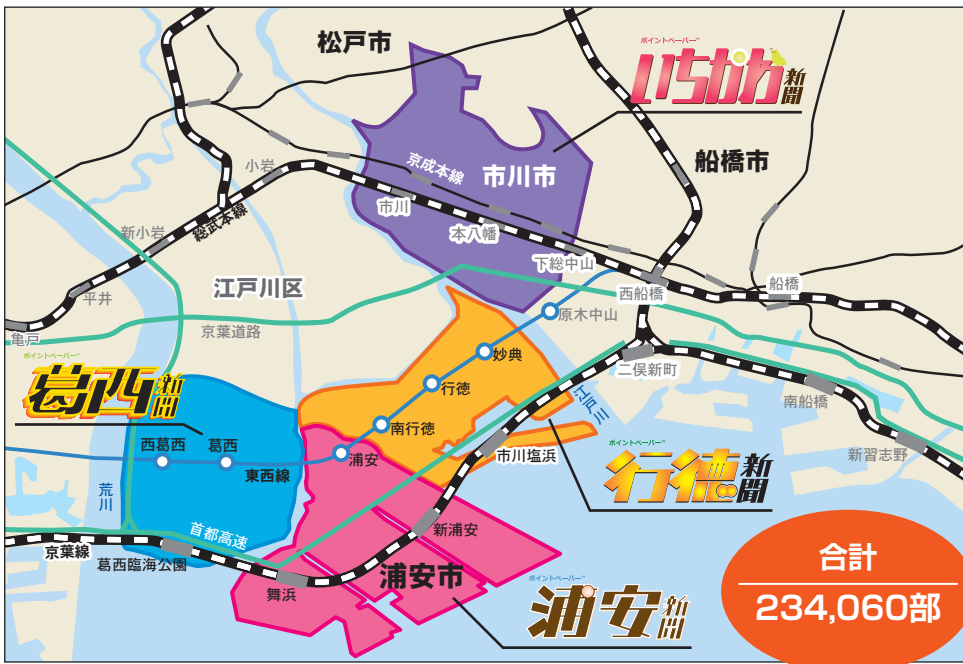 松戸市
ポイントペーパー™
いちかわ新聞
船橋市
小岩
京成本線
市川市
市川
新小岩
総武本線
本八幡
下総中山
江戸川区
西船橋
船橋
平井
亀戸
京葉道路
原木中山
妙典
二俣新町
ポイントペーパー™
葛西新聞
行徳
江戸川
南船橋
南行徳
西葛西
葛西
東西線
浦安
市川塩浜
ポイントペーパー™
行徳新聞
新習志野
荒川
首都高速
新浦安
京葉線
葛西臨海公園
舞浜
浦安市
ポイントペーパー™
浦安新聞
合計
234,060部